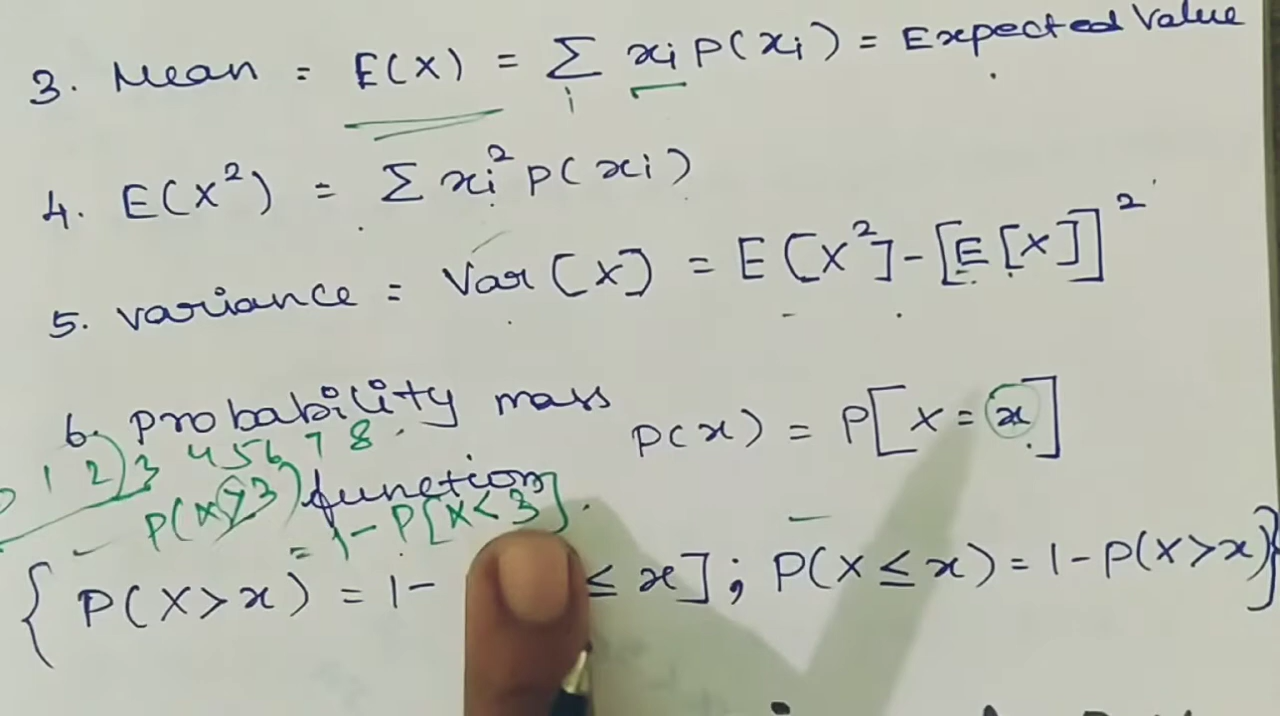 3. Mean = E(X) = Σ xi P(xi) = Expected Value
i
4. E(X²) = Σ xi² P(xi)
5. variance = Var[X] = E[X²] - [E[X]]²
6. probability mass P(x) = P[X = x]
1 2) 3 4 5 6 7 8
function
P(X≥3)
= 1 - P[X < 3].
{ P(X > x) = 1 - ≤ x] ; P(X ≤ x) = 1 - P(X > x) }